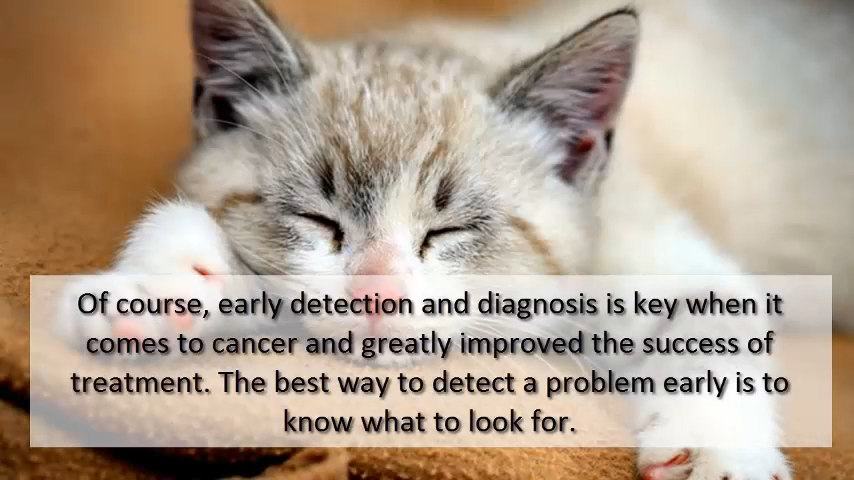 Of course, early detection and diagnosis is key when it
comes to cancer and greatly improved the success of
treatment. The best way to detect a problem early is to
know what to look for.